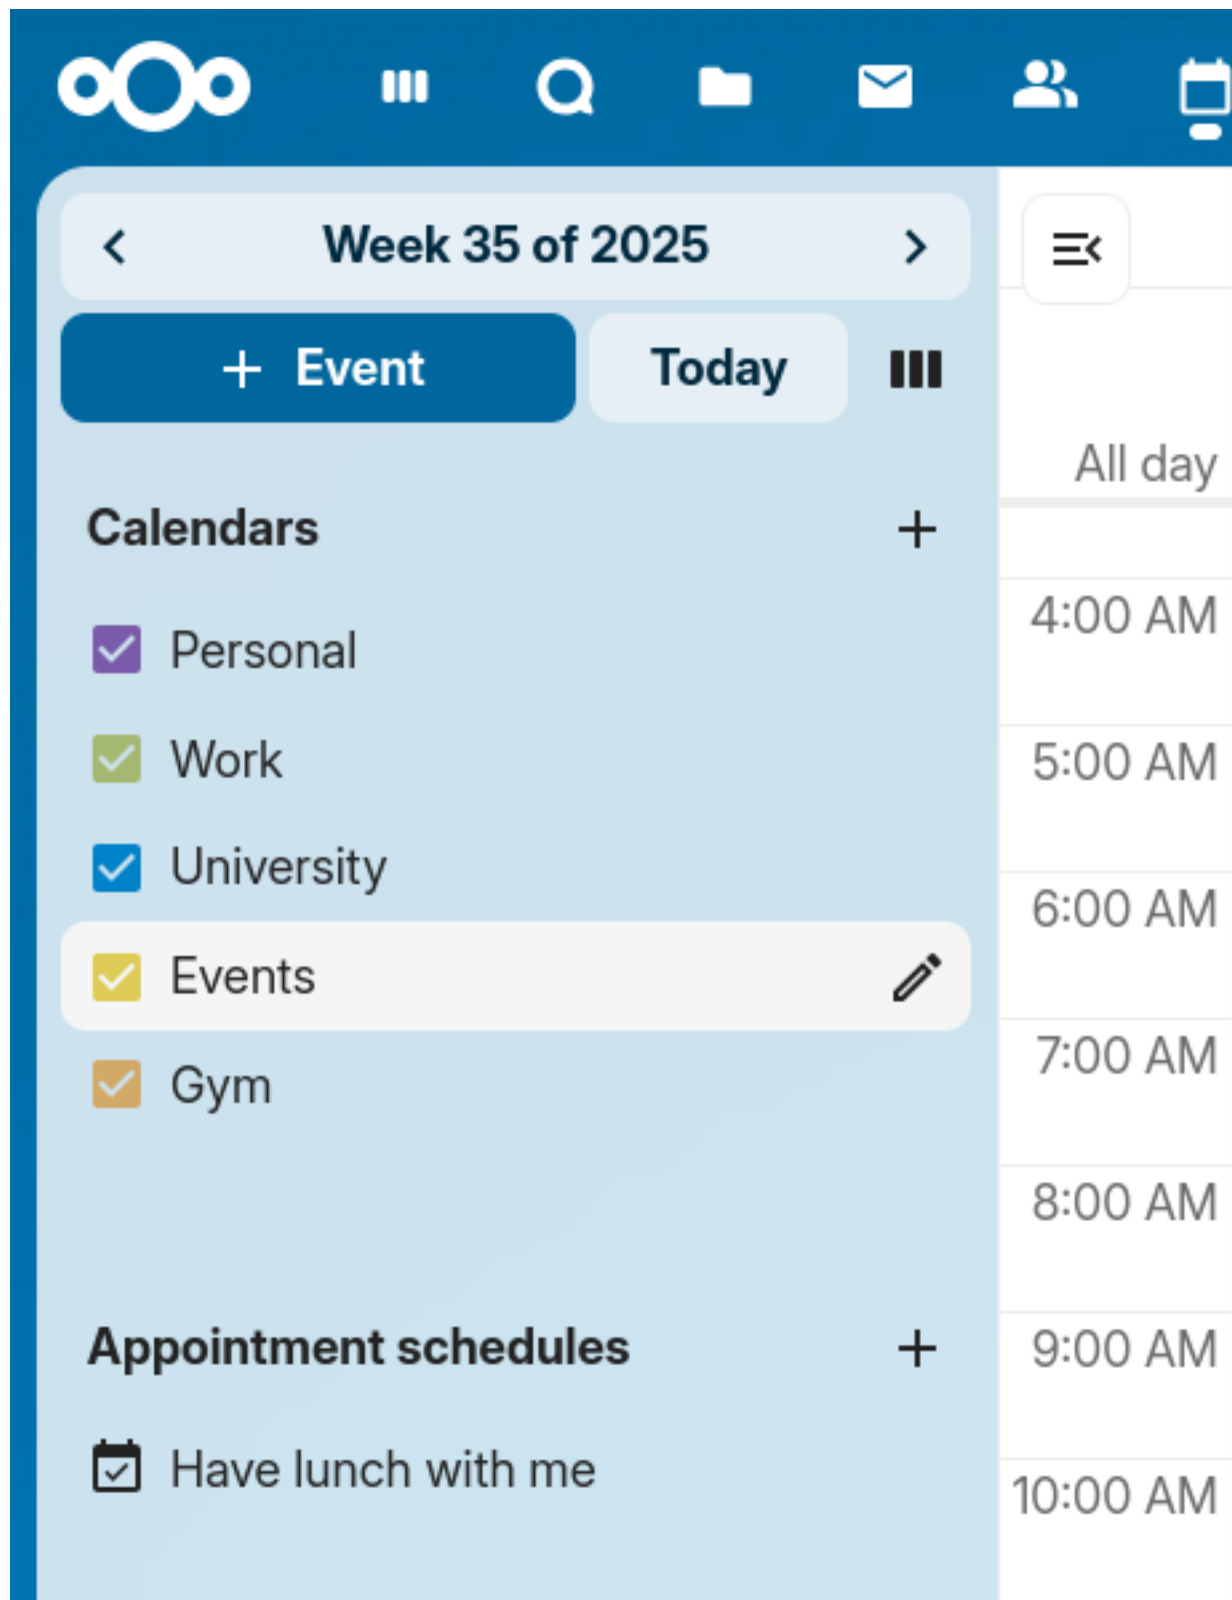 Week 35 of 2025
Event
Today
Calendars
Personal
Work
University
Events
Gym
Appointment schedules
Have lunch with me
All day
4:00 AM
5:00 AM
6:00 AM
7:00 AM
8:00 AM
9:00 AM
10:00 AM